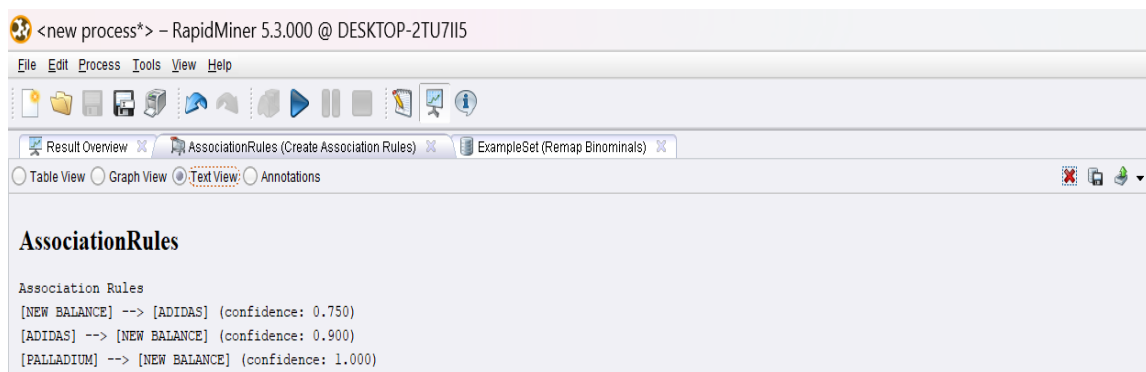 <new process*> – RapidMiner 5.3.000 @ DESKTOP-2TU7II5
File Edit Process Tools View Help
Result Overview AssociationRules (Create Association Rules) ExampleSet (Remap Binominals)
Table View Graph View Text View Annotations
AssociationRules
Association Rules
[NEW BALANCE] --> [ADIDAS] (confidence: 0.750)
[ADIDAS] --> [NEW BALANCE] (confidence: 0.900)
[PALLADIUM] --> [NEW BALANCE] (confidence: 1.000)